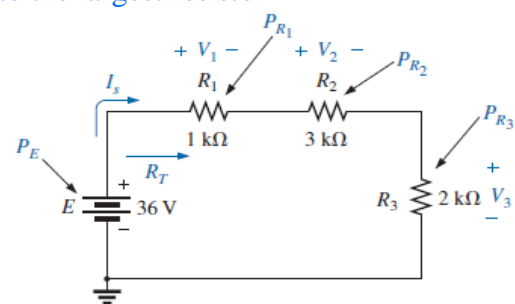 P_{R_1}
+ V_1 − + V_2 − P_{R_2}
I_s R_1 R_2
1 kΩ 3 kΩ P_{R_3}
P_E R_T
+ +
E 36 V R_3 2 kΩ V_3
− −